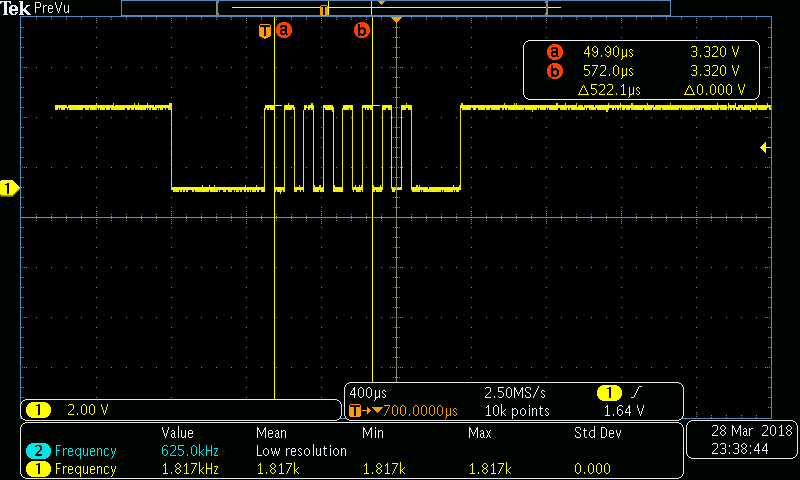 Tek PreVu
T
T a b
a 49.90µs 3.320 V
b 572.0µs 3.320 V
Δ522.1µs Δ0.000 V
1
1 2.00 V
400µs 2.50MS/s 1
T→▼700.0000µs 10k points 1.64 V
Value Mean Min Max Std Dev
2 Frequency 625.0kHz Low resolution
1 Frequency 1.817kHz 1.817k 1.817k 1.817k 0.000
28 Mar 2018
23:38:44